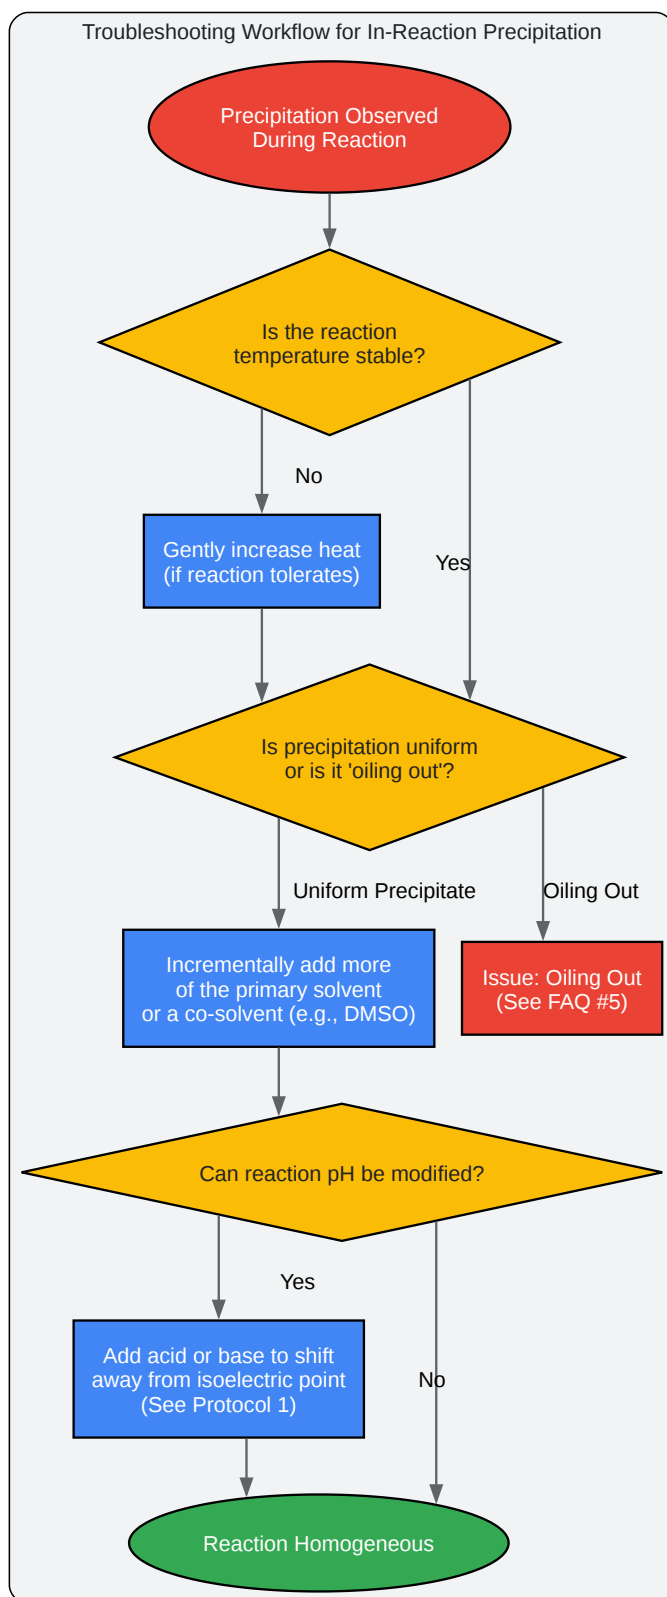 Troubleshooting Workflow for In-Reaction Precipitation
Precipitation Observed
During Reaction
Is the reaction
temperature stable?
No
Gently increase heat
(if reaction tolerates)
Yes
Is precipitation uniform
or is it 'oiling out'?
Uniform Precipitate
Oiling Out
Incrementally add more
of the primary solvent
or a co-solvent (e.g., DMSO)
Issue: Oiling Out
(See FAQ #5)
Can reaction pH be modified?
Yes
Add acid or base to shift
away from isoelectric point
(See Protocol 1)
No
Reaction Homogeneous